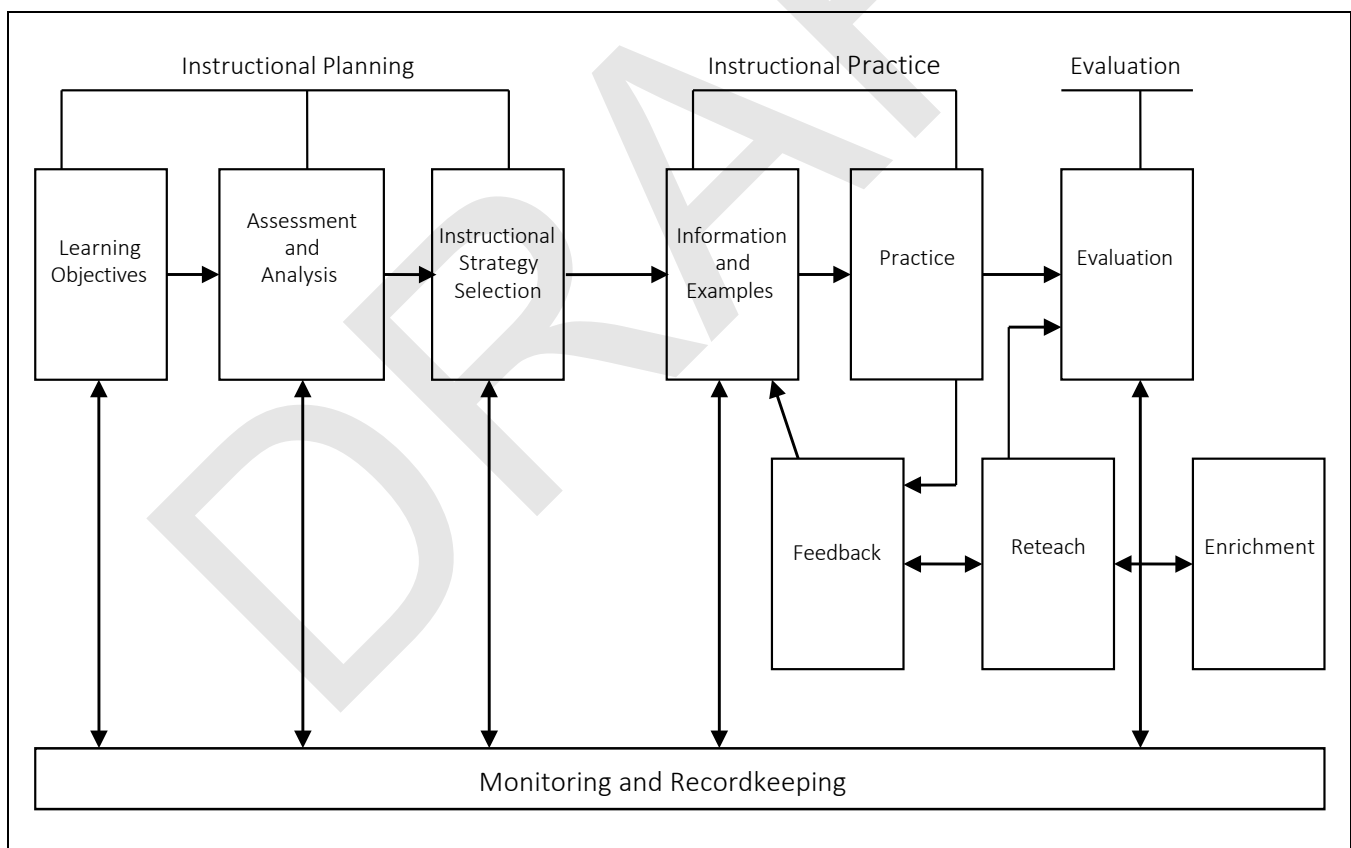 Instructional Planning
Instructional Practice
Evaluation
Learning
Objectives
Assessment
and
Analysis
Instructional
Strategy
Selection
Information
and
Examples
Practice
Evaluation
Feedback
Reteach
Enrichment
Monitoring and Recordkeeping
DRAF